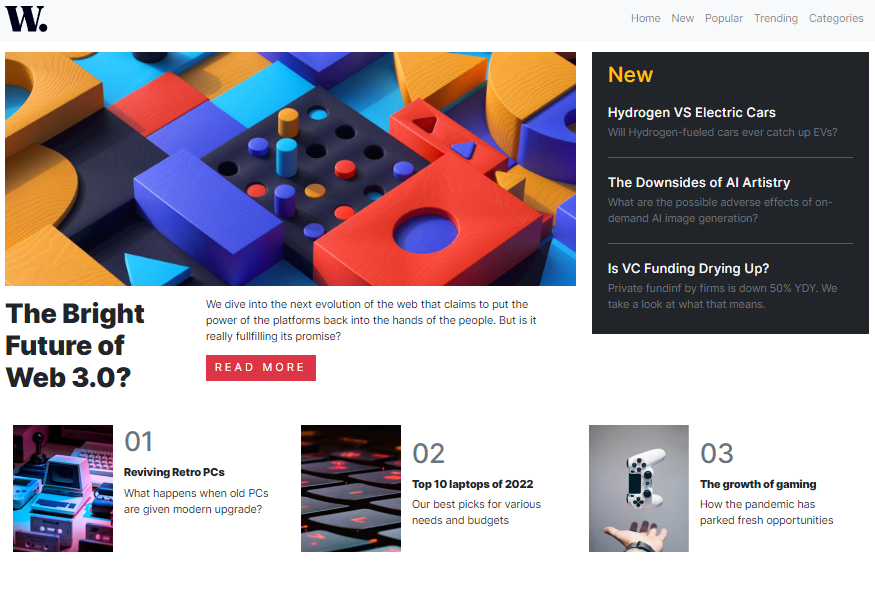 W.
Home New Popular Trending Categories
New
Hydrogen VS Electric Cars
Will Hydrogen-fueled cars ever catch up EVs?
The Downsides of AI Artistry
What are the possible adverse effects of on-
demand AI image generation?
Is VC Funding Drying Up?
Private fundinf by firms is down 50% YDY. We
take a look at what that means.
The Bright
Future of
Web 3.0?
We dive into the next evolution of the web that claims to put the
power of the platforms back into the hands of the people. But is it
really fullfilling its promise?
READ MORE
01
Reviving Retro PCs
What happens when old PCs
are given modern upgrade?
02
Top 10 laptops of 2022
Our best picks for various
needs and budgets
03
The growth of gaming
How the pandemic has
parked fresh opportunities